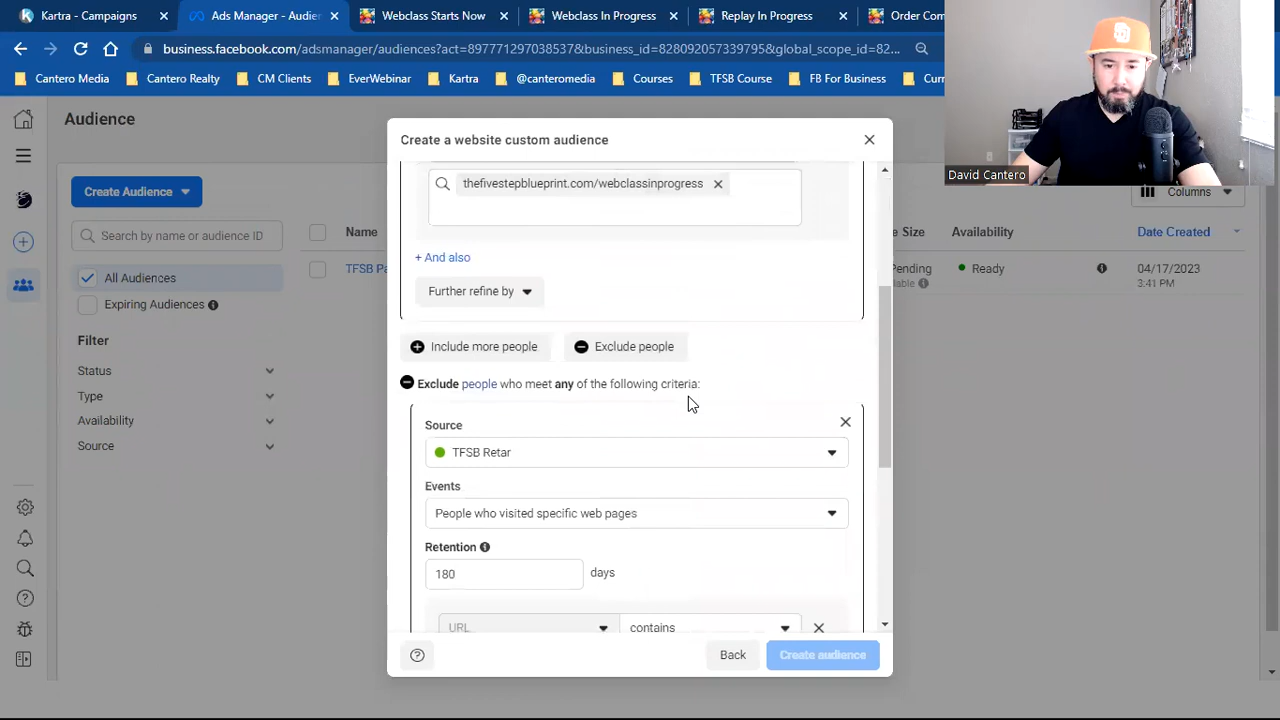 Kartra - Campaigns
Ads Manager - Audien
Webclass Starts Now
Webclass In Progress
Replay In Progress
Order Com
business.facebook.com/adsmanager/audiences?act=897771297038537&business_id=828092057339795&global_scope_id=82...
Cantero Media
Cantero Realty
CM Clients
EverWebinar
Kartra
@canteromedia
Courses
TFSB Course
FB For Business
Curr
David Cantero
Audience
Create Audience
Columns
Search by name or audience ID
Name
e Size
Availability
Date Created
All Audiences
TFSB Pa
Pending
lable
Ready
04/17/2023
3:41 PM
Expiring Audiences
Filter
Status
Type
Availability
Source
Create a website custom audience
thefivestepblueprint.com/webclassinprogress
+ And also
Further refine by
Include more people
Exclude people
Exclude people who meet any of the following criteria:
Source
TFSB Retar
Events
People who visited specific web pages
Retention
180
days
URL
contains
Back
Create audience